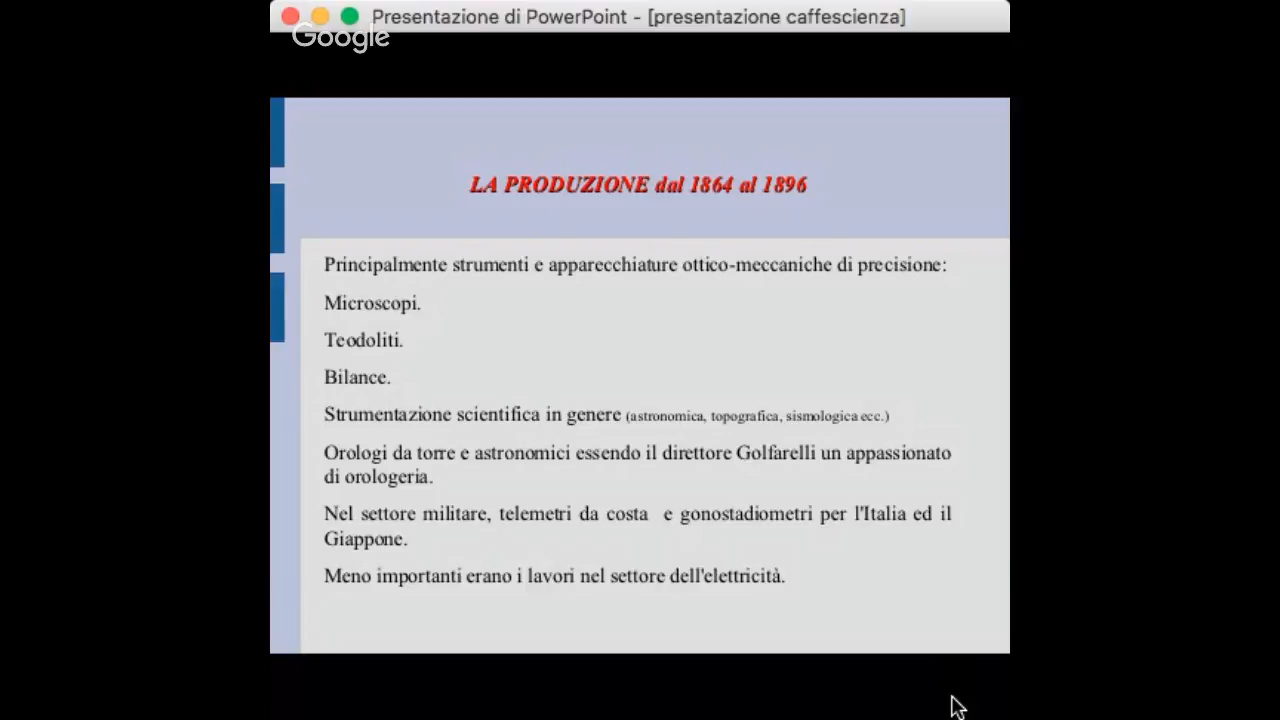 Presentazione di PowerPoint - [presentazione caffescienza]
Google
LA PRODUZIONE dal 1864 al 1896
Principalmente strumenti e apparecchiature ottico-meccaniche di precisione:
Microscopi.
Teodoliti.
Bilance.
Strumentazione scientifica in genere (astronomica, topografica, sismologica ecc.)
Orologi da torre e astronomici essendo il direttore Golfarelli un appassionato
di orologeria.
Nel settore militare, telemetri da costa e gonostadiometri per l'Italia ed il
Giappone.
Meno importanti erano i lavori nel settore dell'elettricità.